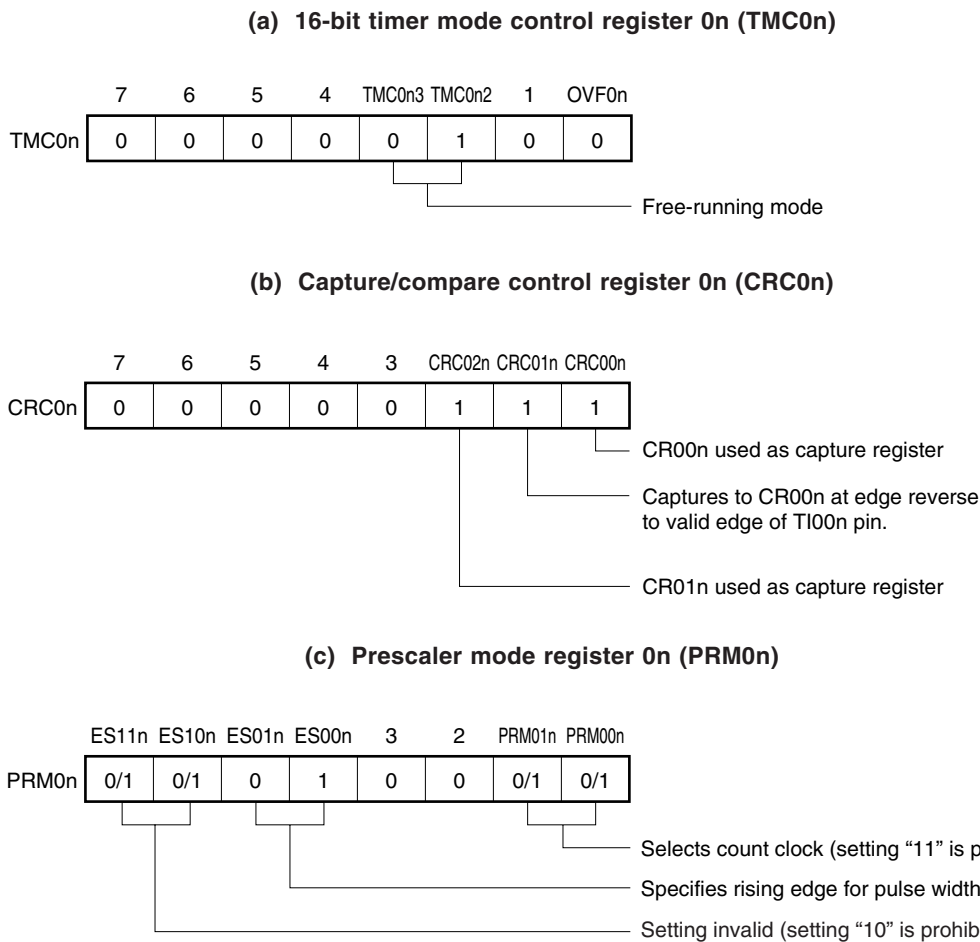 (a) 16-bit timer mode control register 0n (TMC0n)
7 6 5 4 TMC0n3 TMC0n2 1 OVF0n
TMC0n 0 0 0 0 0 1 0 0
Free-running mode
(b) Capture/compare control register 0n (CRC0n)
7 6 5 4 3 CRC02n CRC01n CRC00n
CRC0n 0 0 0 0 0 1 1 1
CR00n used as capture register
Captures to CR00n at edge reverse
to valid edge of TI00n pin.
CR01n used as capture register
(c) Prescaler mode register 0n (PRM0n)
ES11n ES10n ES01n ES00n 3 2 PRM01n PRM00n
PRM0n 0/1 0/1 0 1 0 0 0/1 0/1
Selects count clock (setting “11” is
Specifies rising edge for pulse width
Setting invalid (setting “10” is